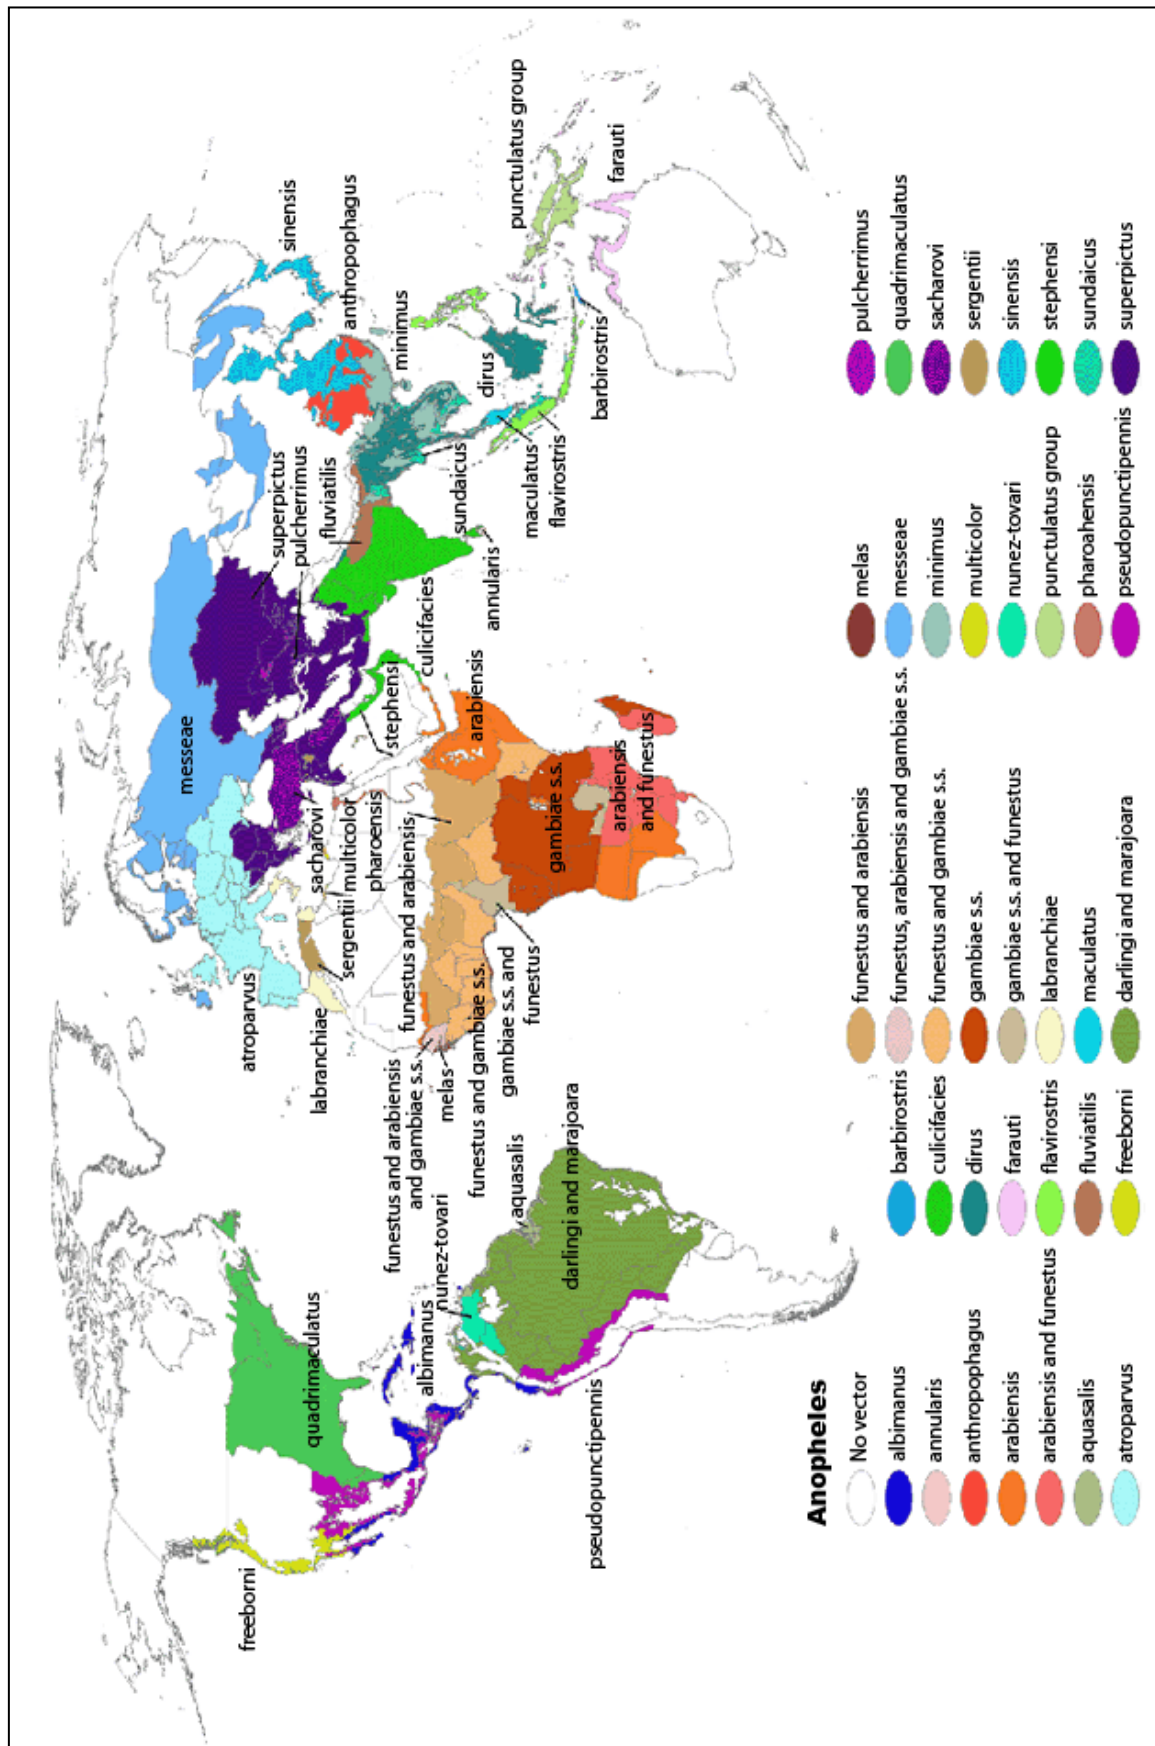 freeborni
quadrimaculatus
pseudopunctipennis
albimanus
nunez-tovari
aquasalis
darlingi and marajoara
funestus and arabiensis
and gambiae s.s.
melas
funestus and gambiae s.s.
gambiae s.s. and
funestus
labranchiae
atroparvus
sergentii
multicolor
sacharovi
pharoensis
funestus and arabiensis
funestus and arabiensis
messeae
gambiae s.s.
arabiensis
arabiensis
and funestus
stephensi
culicifacies
superpictus
pulcherrimus
fluviatilis
annularis
sundaicus
maculatus
flavirostris
barbirostris
dirus
minimus
anthropophagus
sinensis
punctulatus group
farauti
Anopheles
No vector
albimanus
annularis
anthropophagus
arabiensis
arabiensis and funestus
aquasalis
atroparvus
barbirostris
culicifacies
dirus
farauti
flavirostris
fluviatilis
freeborni
funestus and arabiensis
funestus, arabiensis and gambiae s.s.
funestus and gambiae s.s.
gambiae s.s.
gambiae s.s. and funestus
labranchiae
maculatus
darlingi and marajoara
melas
messeae
minimus
multicolor
nunez-tovari
punctulatus group
pharoahensis
pseudopunctipennis
pulcherrimus
quadrimaculatus
sacharovi
sergentii
sinensis
stephensi
sundaicus
superpictus